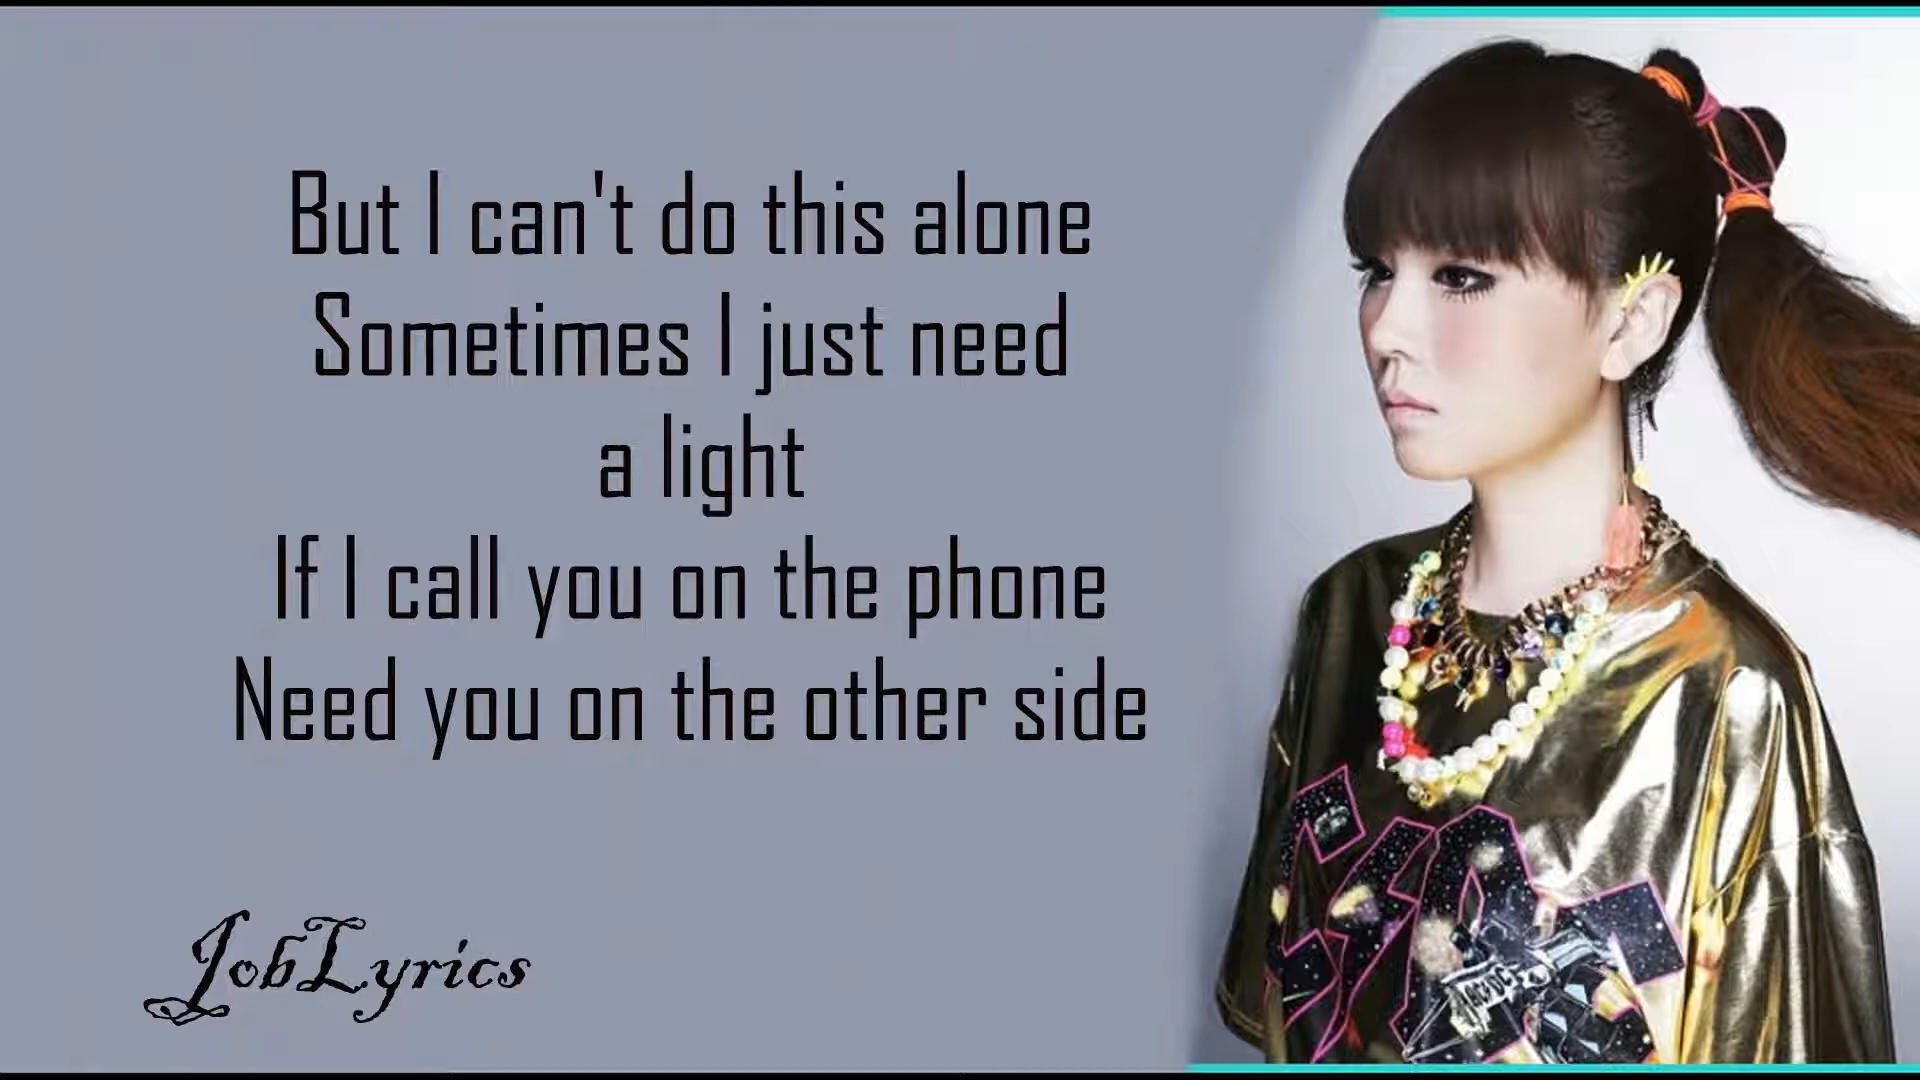 But I can't do this alone
Sometimes I just need
a light
If I call you on the phone
Need you on the other side
JobLyrics